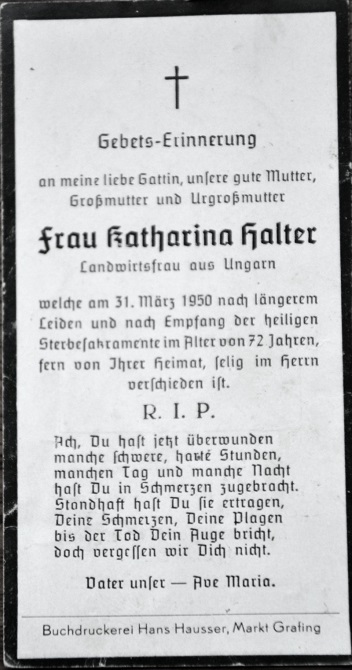 Gebets-Erinnerung
an meine liebe Gattin, unsere gute Mutter,
Großmutter und Urgroßmutter
Frau Katharina Halter
Landwirtsfrau aus Ungarn
welche am 31. März 1950 nach längerem
Leiden und nach Empfang der heiligen
Sterbesakramente im Alter von 72 Jahren,
fern von Ihrer Heimat, selig im Herrn
verschieden ist.
R. I. P.
Ach, Du hast jetzt überwunden
manche schwere, harte Stunden,
manchen Tag und manche Nacht
hast Du in Schmerzen zugebracht.
Standhaft hast Du sie ertragen,
Deine Schmerzen, Deine Plagen
bis der Tod Dein Auge bricht,
doch vergessen wir Dich nicht.
Vater unser — Ave Maria.
Buchdruckerei Hans Hausser, Markt Grafing